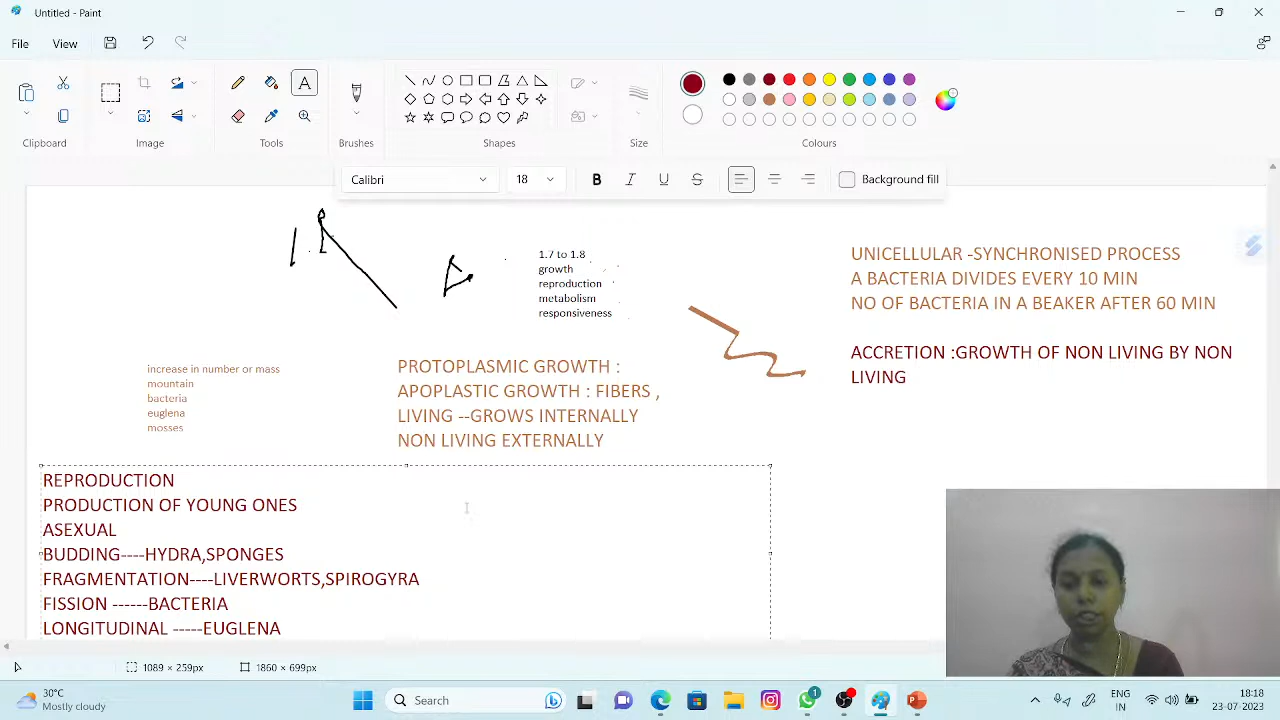 Untitled - Paint
File
View
Clipboard
Image
Tools
Brushes
Shapes
Size
Colours
Calibri
18
B
I
U
S
Background fill
1.7 to 1.8
growth
reproduction
metabolism
responsiveness
UNICELLULAR -SYNCHRONISED PROCESS
A BACTERIA DIVIDES EVERY 10 MIN
NO OF BACTERIA IN A BEAKER AFTER 60 MIN
ACCRETION :GROWTH OF NON LIVING BY NON
LIVING
increase in number or mass
mountain
bacteria
euglena
mosses
PROTOPLASMIC GROWTH :
APOPLASTIC GROWTH : FIBERS ,
LIVING --GROWS INTERNALLY
NON LIVING EXTERNALLY
REPRODUCTION
PRODUCTION OF YOUNG ONES
ASEXUAL
BUDDING----HYDRA,SPONGES
FRAGMENTATION----LIVERWORTS,SPIROGYRA
FISSION ------BACTERIA
LONGITUDINAL -----EUGLENA
1089 × 259px
1860 × 699px
30°C
Mostly cloudy
Search
1
ENG
IN
18:18
23-07-2023